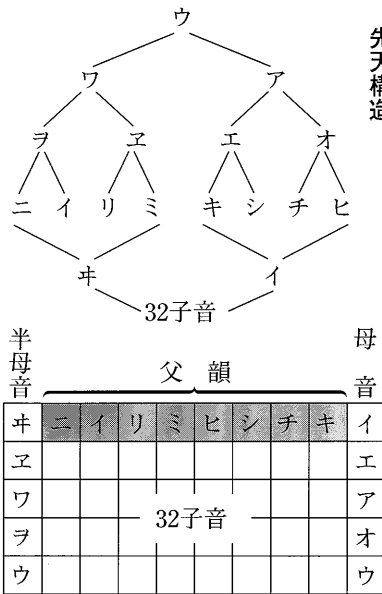 先天構造
ウ
ワ ア
ヲ ヱ エ オ
ニ イ リ ミ キ シ チ ヒ
ヰ イ
32子音
半母音 父韻 母音
ヰ ニ イ リ ミ ヒ シ チ キ イ
ヱ エ
ワ ア
32子音
ヲ オ
ウ ウ